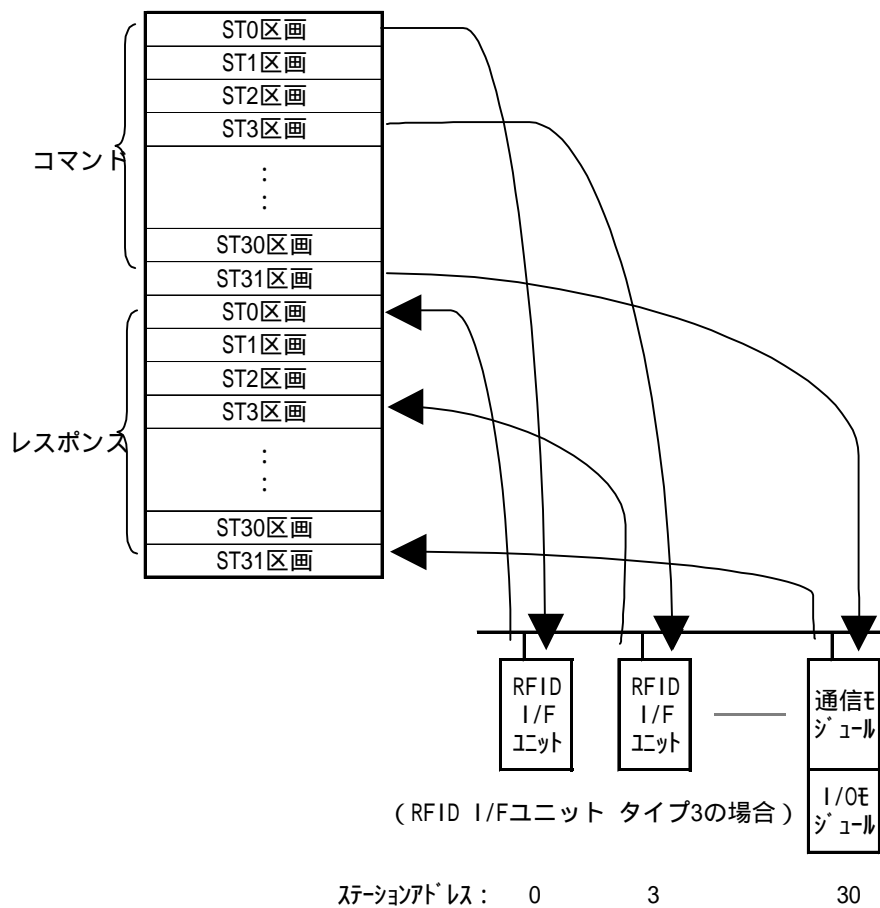 ST0区画
ST1区画
ST2区画
ST3区画
コマンド
:
:
ST30区画
ST31区画
ST0区画
ST1区画
ST2区画
ST3区画
レスポンス
:
:
ST30区画
ST31区画
RFID
I/F
ユニット
RFID
I/F
ユニット
通信モ
ジュール
I/Oモ
ジュール
(RFID I/Fユニット タイプ3の場合)
ステーションアドレス: 0 3 30